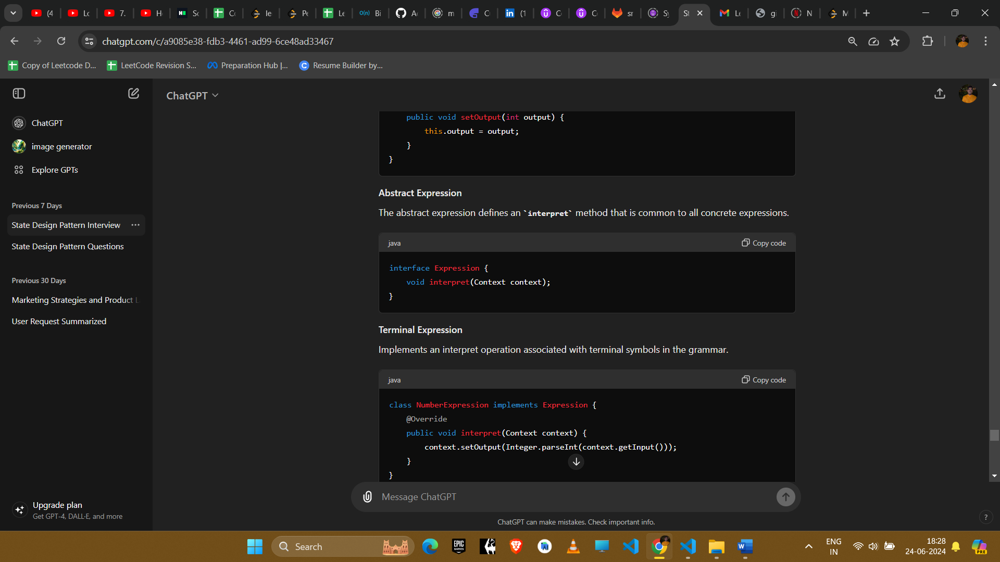 (4
Lc
7.
H
Sc
Cc
le
Pe
Le
O(n) Bi
Ac
m
C
(1
C
C
sr
Sy
St
Le
gi
N
M
chatgpt.com/c/a9085e38-fdb3-4461-ad99-6ce48ad33467
Copy of Leetcode D...
LeetCode Revision S...
Preparation Hub |...
Resume Builder by...
ChatGPT
ChatGPT
image generator
Explore GPTs
Previous 7 Days
State Design Pattern Interview
State Design Pattern Questions
Previous 30 Days
Marketing Strategies and Product L
User Request Summarized
Upgrade plan
Get GPT-4, DALL·E, and more
public void setOutput(int output) {
this.output = output;
}
}
Abstract Expression
The abstract expression defines an `interpret` method that is common to all concrete expressions.
java
Copy code
interface Expression {
void interpret(Context context);
}
Terminal Expression
Implements an interpret operation associated with terminal symbols in the grammar.
java
Copy code
class NumberExpression implements Expression {
@Override
public void interpret(Context context) {
context.setOutput(Integer.parseInt(context.getInput()));
}
}
Message ChatGPT
ChatGPT can make mistakes. Check important info.
?
Search
EPIC GAMES
ENG
IN
18:28
24-06-2024
PRE